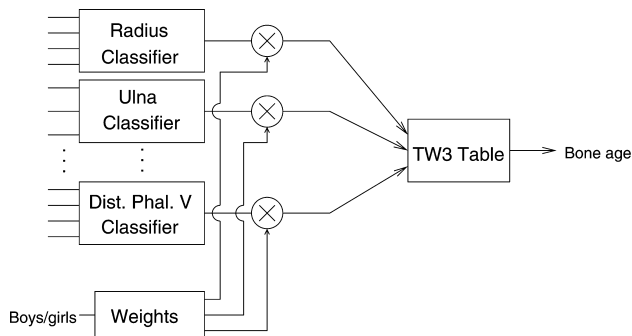 Radius
Classifier
Ulna
Classifier
Dist. Phal. V
Classifier
TW3 Table
Bone age
Boys/girls
Weights